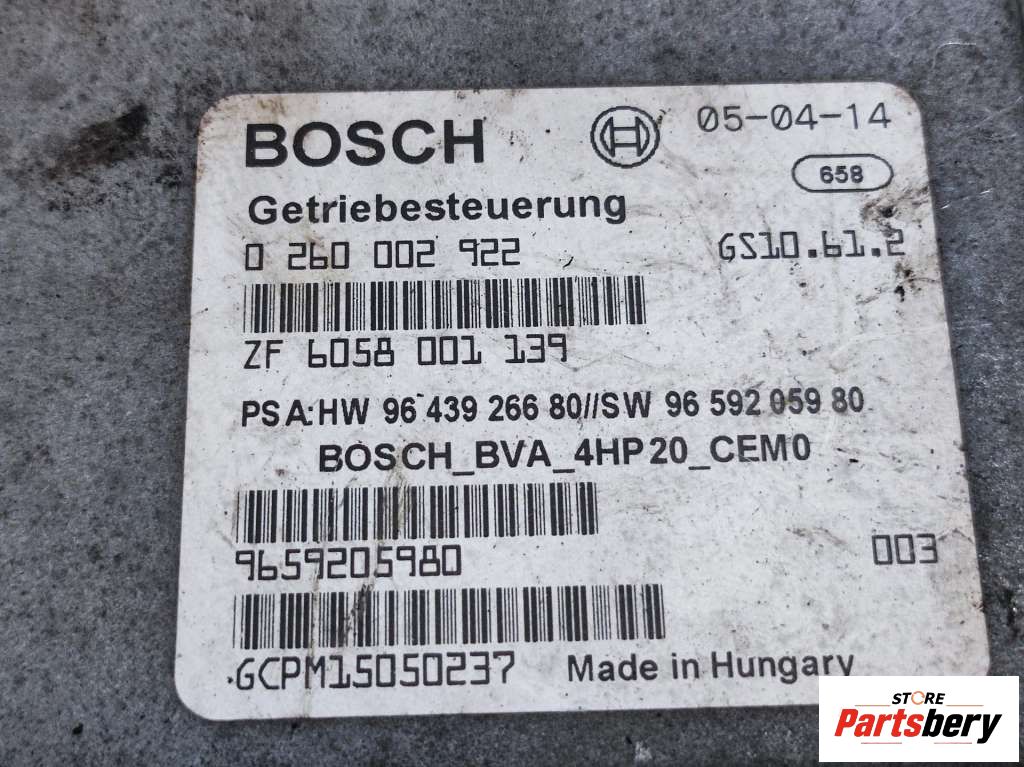 BOSCH 05-04-14
658
Getriebesteuerung
0 260 002 922 GS10.61.2
ZF 6058 001 139
PSA:HW 96 439 266 80//SW 96 592 059 80
BOSCH_BVA_4HP20_CEM0
9659205980 003
.GCPM15050237 Made in Hungary
STORE
Partsbery